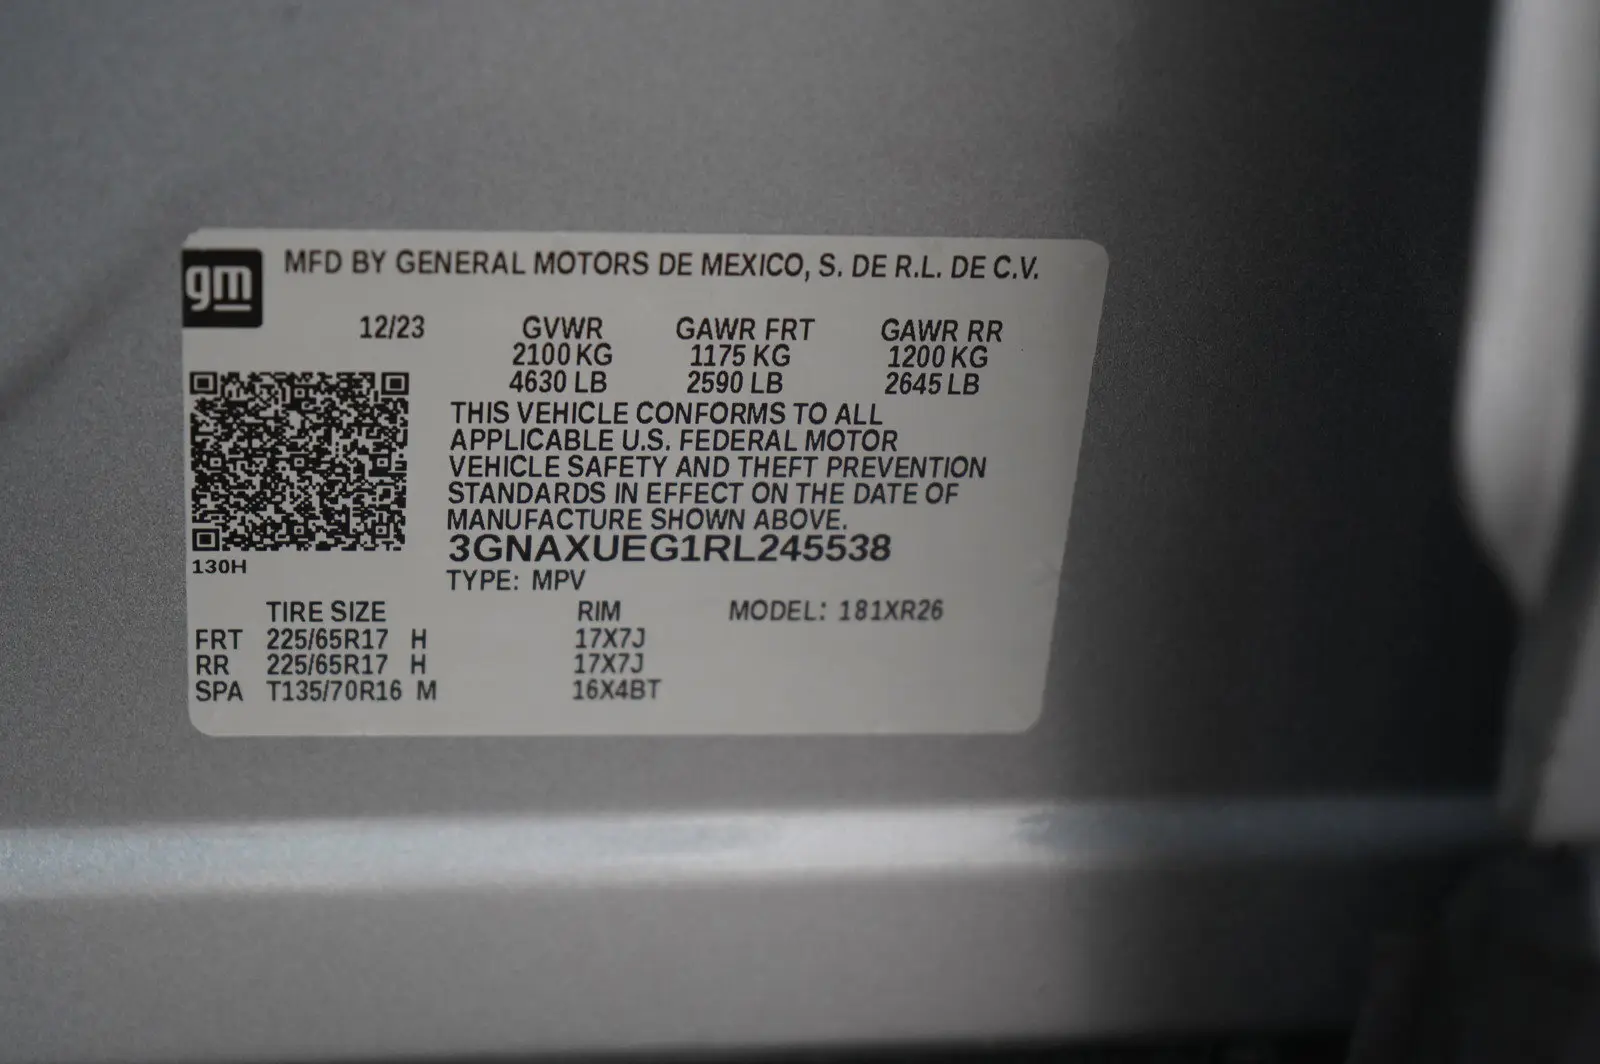 gm MFD BY GENERAL MOTORS DE MEXICO, S. DE R.L. DE C.V.
12/23 GVWR GAWR FRT GAWR RR
2100 KG 1175 KG 1200 KG
4630 LB 2590 LB 2645 LB
THIS VEHICLE CONFORMS TO ALL
APPLICABLE U.S. FEDERAL MOTOR
VEHICLE SAFETY AND THEFT PREVENTION
STANDARDS IN EFFECT ON THE DATE OF
MANUFACTURE SHOWN ABOVE.
3GNAXUEG1RL245538
130H
TYPE: MPV
TIRE SIZE RIM MODEL: 181XR26
FRT 225/65R17 H 17X7J
RR 225/65R17 H 17X7J
SPA T135/70R16 M 16X4BT